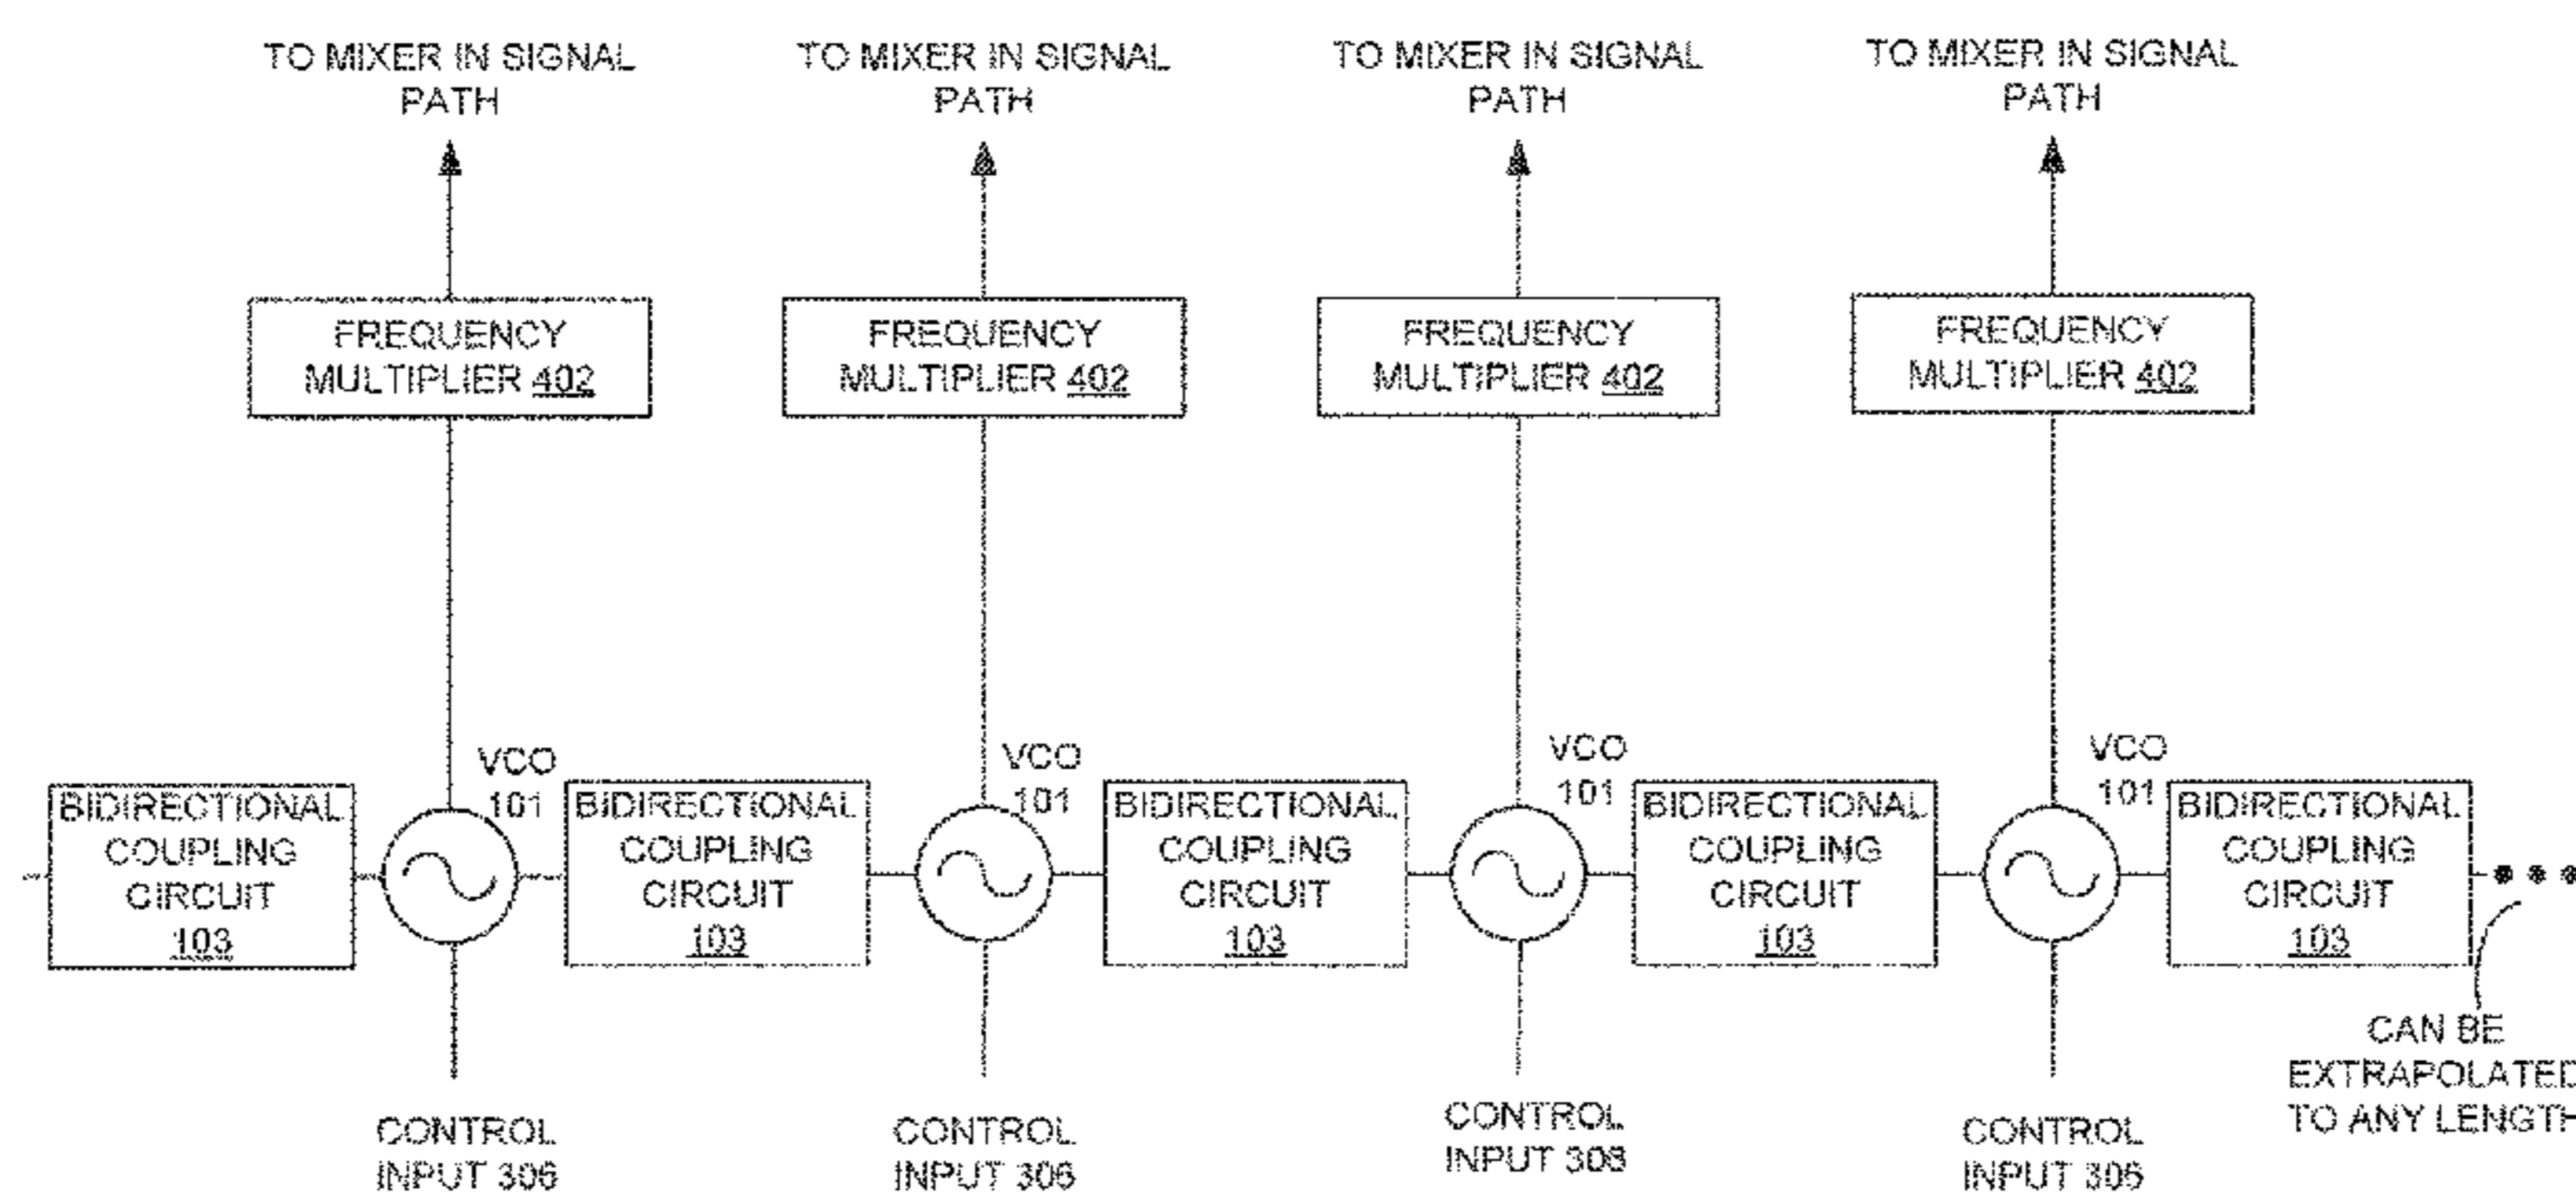 TO MIXER IN SIGNAL
PATH
TO MIXER IN SIGNAL
PATH
TO MIXER IN SIGNAL
PATH
TO MIXER IN SIGNAL
PATH
FREQUENCY
MULTIPLIER 402
FREQUENCY
MULTIPLIER 402
FREQUENCY
MULTIPLIER 402
FREQUENCY
MULTIPLIER 402
BIDIRECTIONAL
COUPLING
CIRCUIT
103
VCO
101
BIDIRECTIONAL
COUPLING
CIRCUIT
103
VCO
101
BIDIRECTIONAL
COUPLING
CIRCUIT
103
VCO
101
BIDIRECTIONAL
COUPLING
CIRCUIT
103
VCO
101
BIDIRECTIONAL
COUPLING
CIRCUIT
103
CAN BE
EXTRAPOLATED
TO ANY LENGTH
CONTROL
INPUT 306
CONTROL
INPUT 306
CONTROL
INPUT 306
CONTROL
INPUT 306